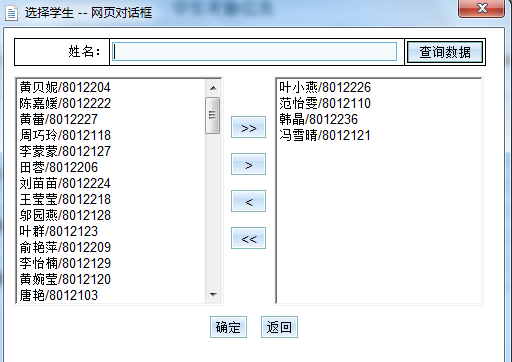 选择学生 -- 网页对话框
姓名： 查询数据
黄贝妮/8012204
陈嘉媛/8012222
黄蕾/8012227
周巧玲/8012118
李蒙蒙/8012127
田蓉/8012206
刘苗苗/8012224
王莹莹/8012218
邬园燕/8012128
叶群/8012123
俞艳萍/8012209
李怡楠/8012129
黄婉莹/8012120
唐艳/8012103
>>
>
<
<<
叶小燕/8012226
范怡雯/8012110
韩晶/8012236
冯雪晴/8012121
确定 返回